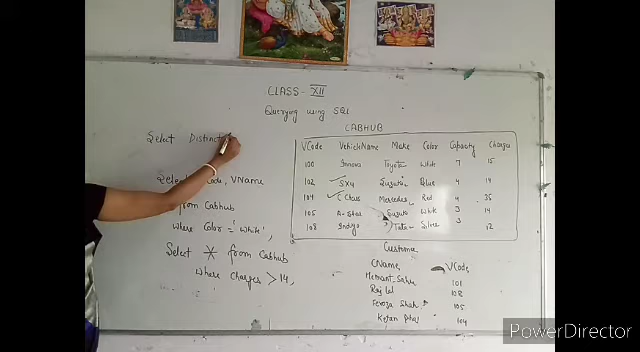 CLASS - XII
Querying using SQL
Select Distinct
Select Code, VName
from Cabhub
where Color = 'White',
Select * from Cabhub
Where Charges > 14,
CABHUB
VCode VehicleName Make Color Capacity Charges
100 Innova Toyota White 7 15
102 SX4 Suzuki Blue 4 14
104 C Class Mercedes Red 4 35
105 A-Star Suzuki White 3 14
108 Indigo Tata Silver 3 12
Customer
CName VCode
Hemant Sahu 101
Raj Lal 108
Feroza Shah 105
Ketan Dhal 104
PowerDirector